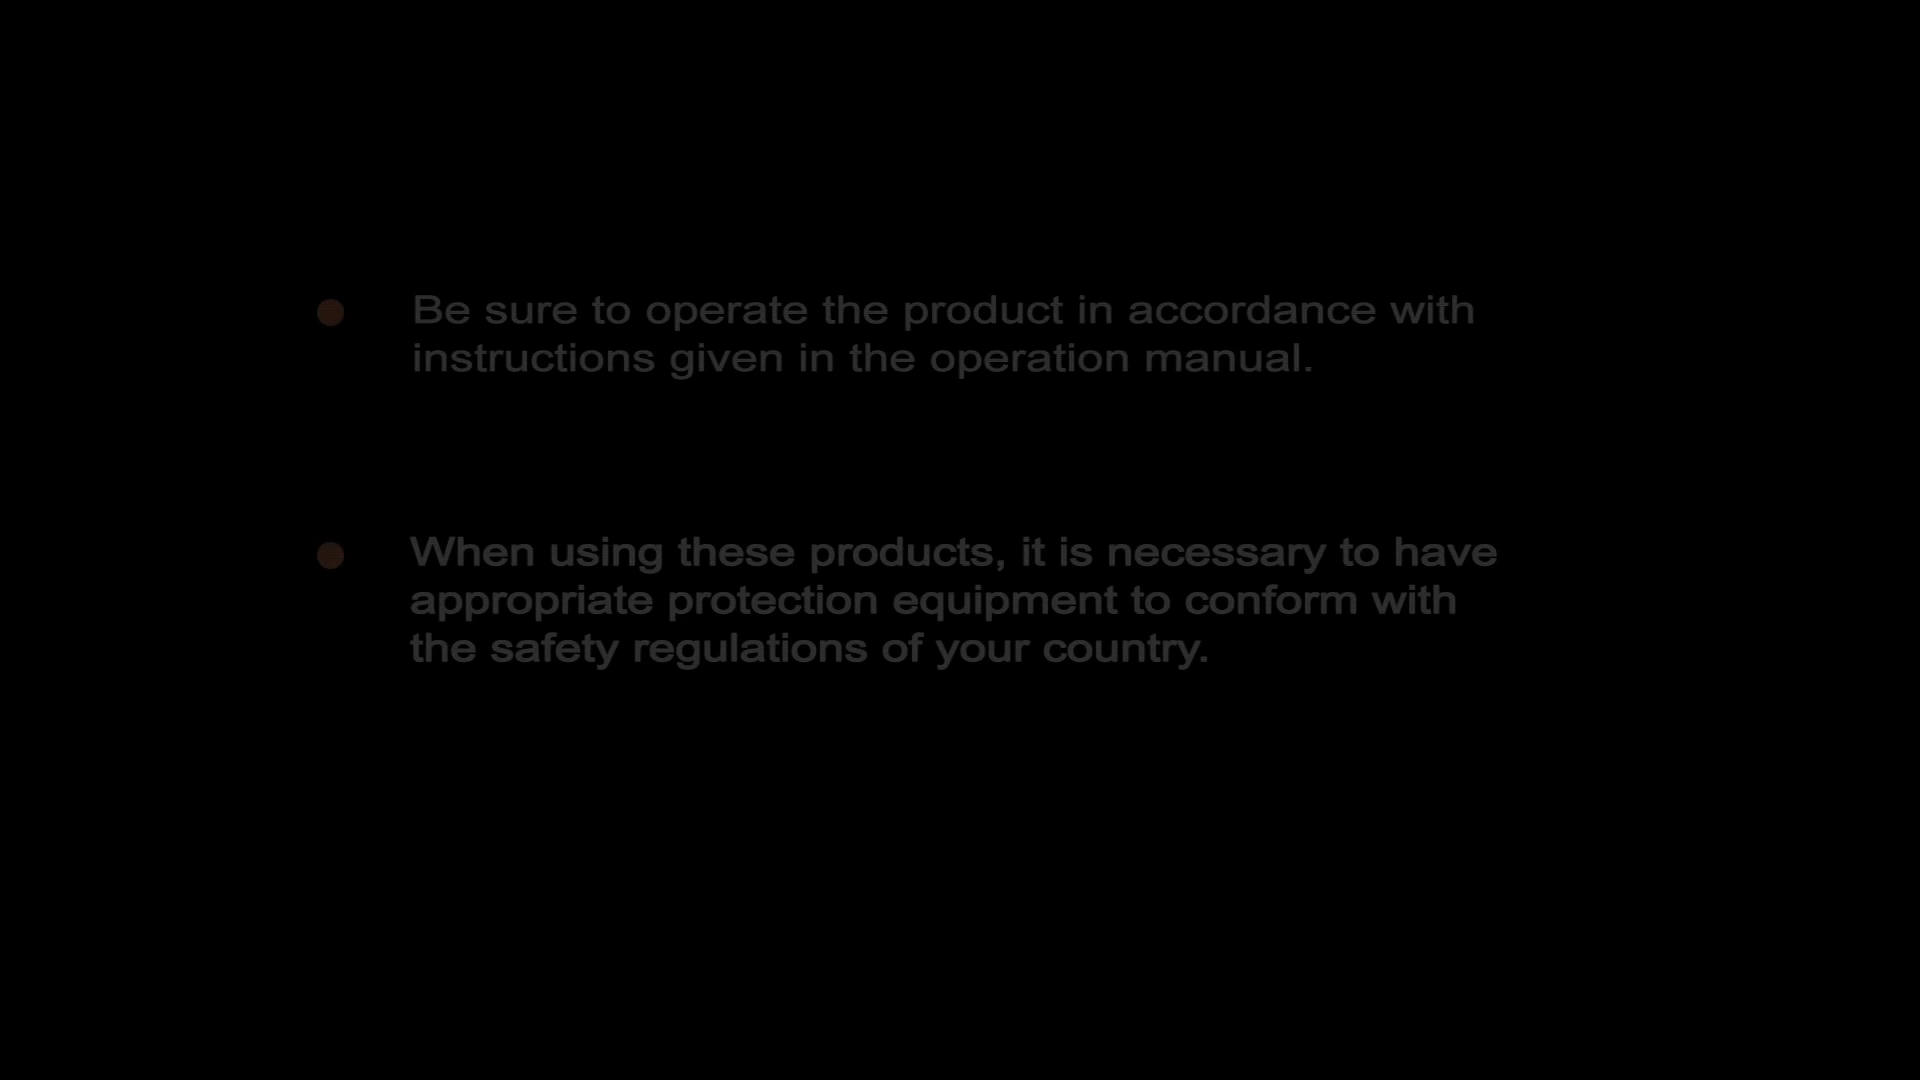 Be sure to operate the product in accordance with
instructions given in the operation manual.
When using these products, it is necessary to have
appropriate protection equipment to conform with
the safety regulations of your country.